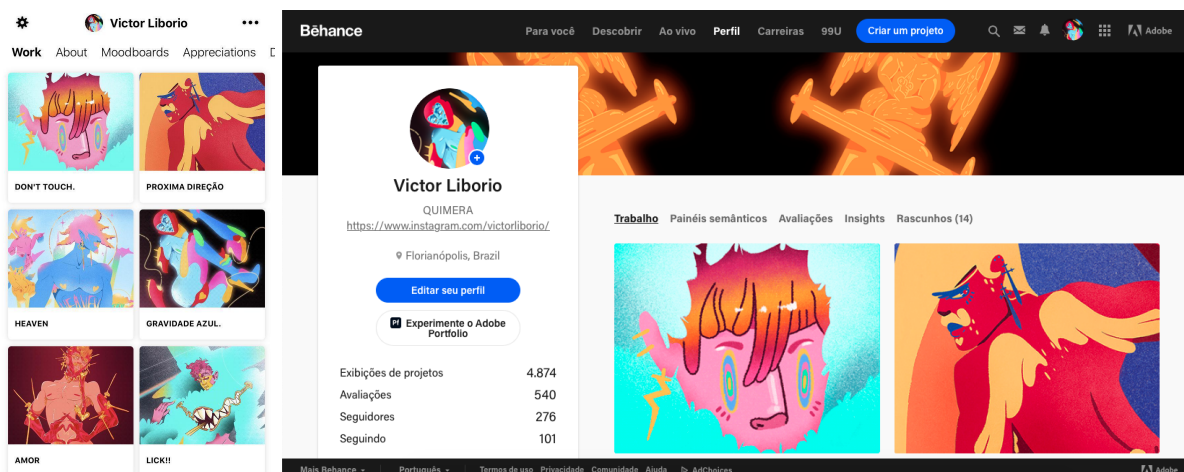 Victor Liborio
Work About Moodboards Appreciations D
DON'T TOUCH.
PROXIMA DIREÇÃO
HEAVEN
GRAVIDADE AZUL.
AMOR
LICK!!
Bēhance
Para você Descobrir Ao vivo Perfil Carreiras 99U Criar um projeto Adobe
Victor Liborio
QUIMERA
https://www.instagram.com/victorliborio/
Florianópolis, Brazil
Editar seu perfil
Pf Experimente o Adobe
Portfolio
Exibições de projetos 4.874
Avaliações 540
Seguidores 276
Seguindo 101
Trabalho Painéis semânticos Avaliações Insights Rascunhos (14)
Mais Behance Português Termos de uso Privacidade Comunidade Ajuda AdChoices Adobe